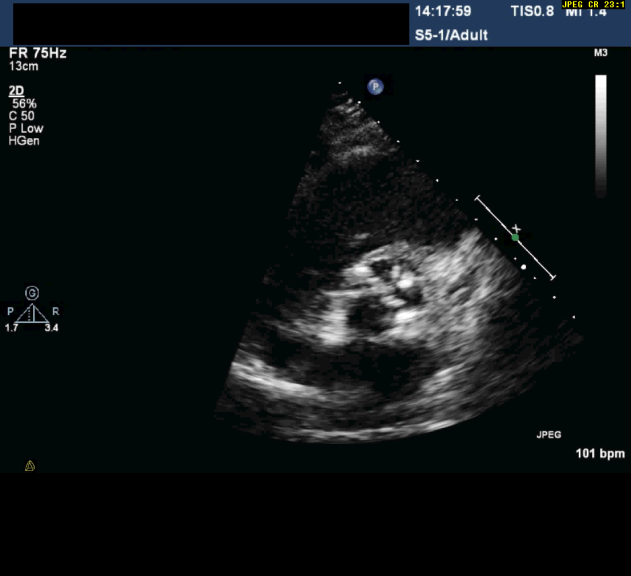 JPEG CR 23:1
14:17:59 TIS0.8 MI 1.4
S5-1/Adult
FR 75Hz
13cm
M3
P
2D
56%
C 50
P Low
HGen
G
P R
1.7 3.4
JPEG
101 bpm